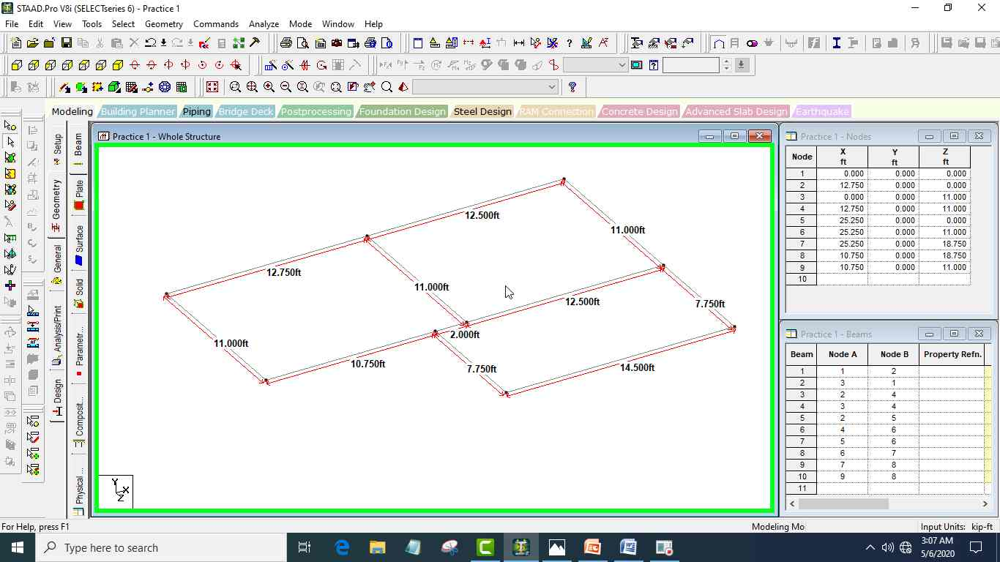 STAAD.Pro V8i (SELECTseries 6) - Practice 1
File Edit View Tools Select Geometry Commands Analyze Mode Window Help
Modeling Building Planner Piping Bridge Deck Postprocessing Foundation Design Steel Design RAM Connection Concrete Design Advanced Slab Design Earthquake
Setup
Geometry
General
Analysis/Print
Design
Beam
Plate
Surface
Solid
Parametr...
Composit...
Physical ...
Practice 1 - Whole Structure
12.500ft
11.000ft
12.750ft
11.000ft
12.500ft
7.750ft
2.000ft
11.000ft
10.750ft
7.750ft
14.500ft
Y
X
Z
Practice 1 - Nodes
Node X ft Y ft Z ft
1 0.000 0.000 0.000
2 12.750 0.000 0.000
3 0.000 0.000 11.000
4 12.750 0.000 11.000
5 25.250 0.000 0.000
6 25.250 0.000 11.000
7 25.250 0.000 18.750
8 10.750 0.000 18.750
9 10.750 0.000 11.000
10
Practice 1 - Beams
Beam Node A Node B Property Refn.
1 1 2
2 3 1
3 2 4
4 3 4
5 2 5
6 4 6
7 5 6
8 6 7
9 7 8
10 9 8
11
For Help, press F1
Modeling Mo
Input Units: kip-ft
Type here to search
3:07 AM
5/6/2020